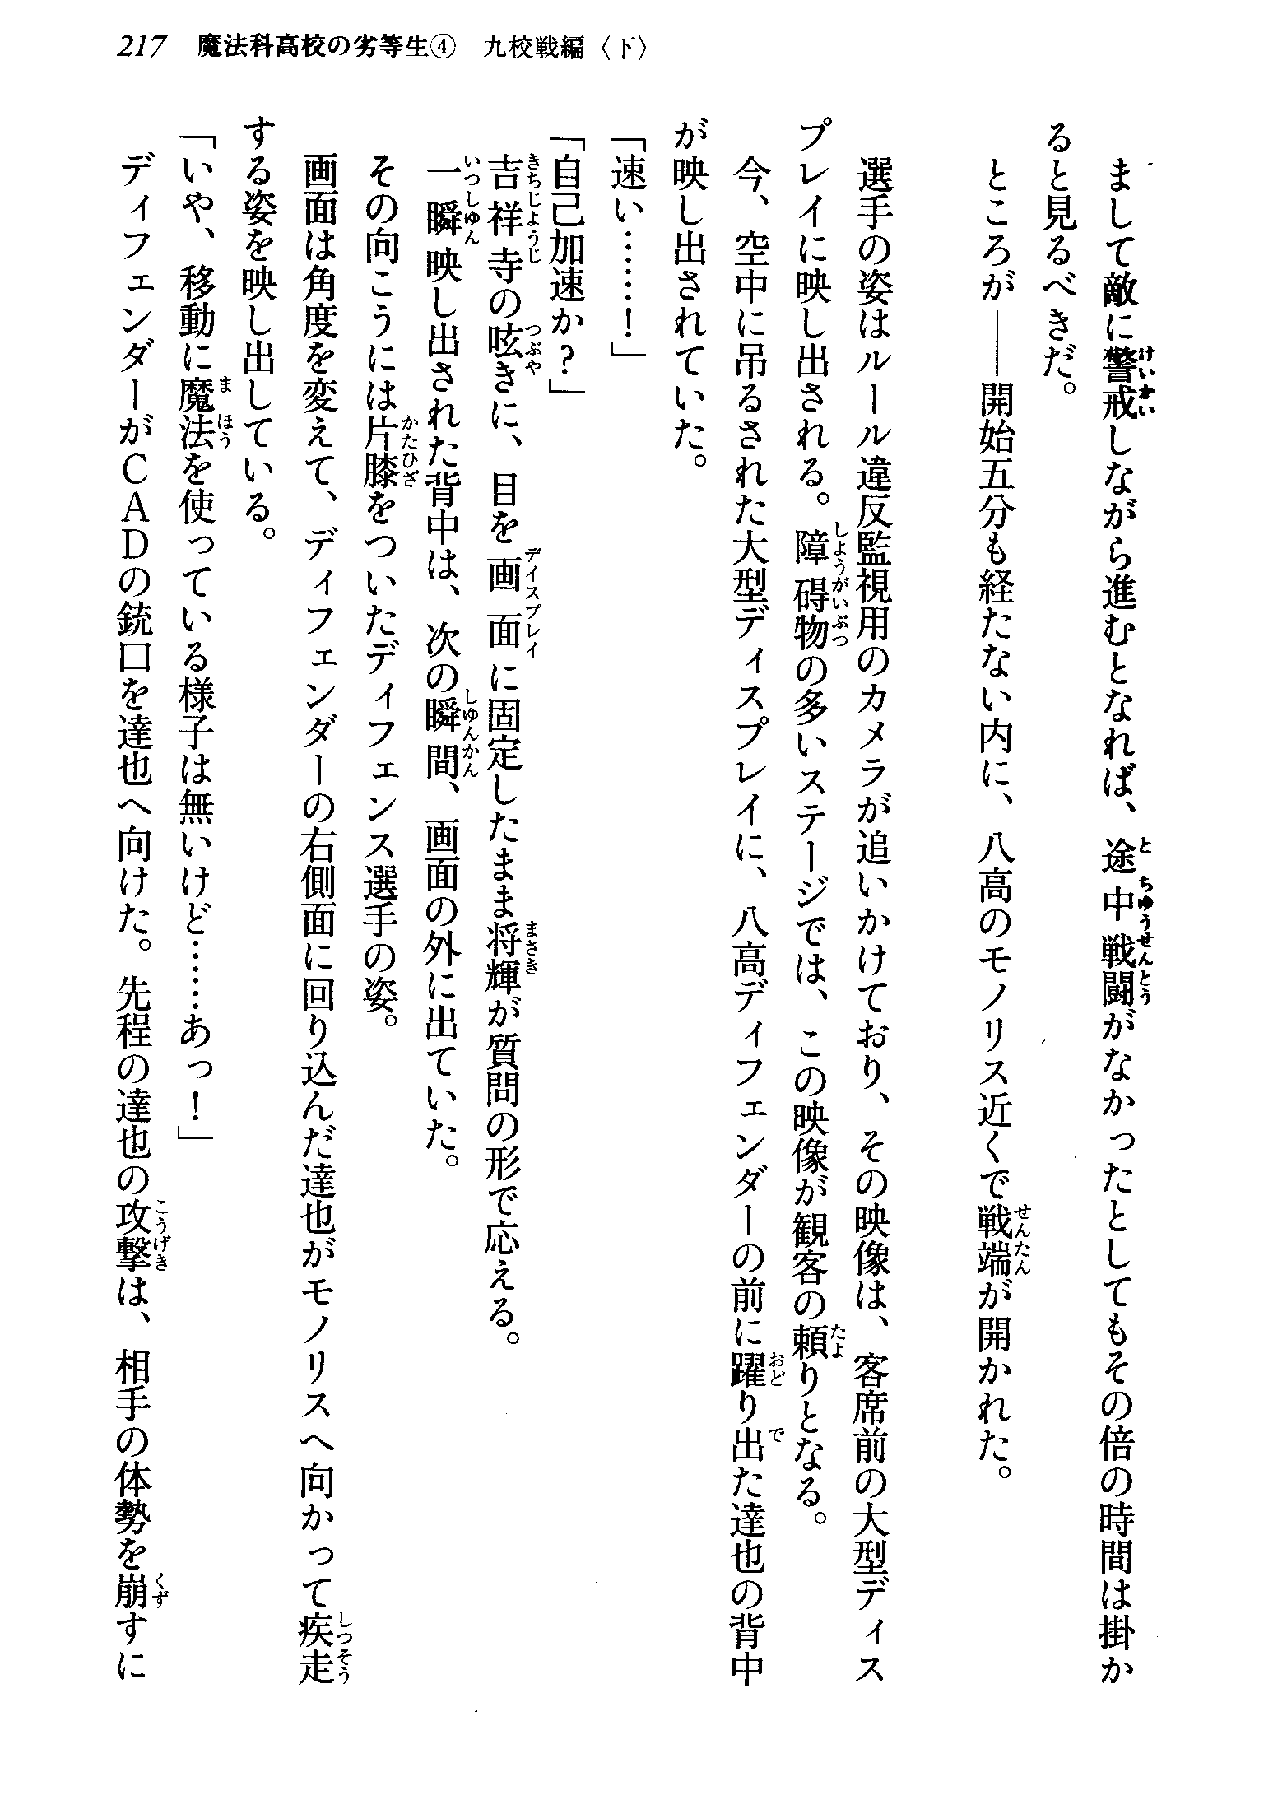 217　魔法科高校の劣等生④　九校戦編〈下〉
　まして敵に警戒しながら進むとなれば、途中戦闘がなかったとしてもその倍の時間は掛か
ると見るべきだ。
　ところが――開始五分も経たない内に、八高のモノリス近くで戦端が開かれた。
　選手の姿はルール違反監視用のカメラが追いかけており、その映像は、客席前の大型ディス
プレイに映し出される。障碍物の多いステージでは、この映像が観客の頼りとなる。
　今、空中に吊るされた大型ディスプレイに、八高ディフェンダーの前に躍り出た達也の背中
が映し出されていた。
「速い……！」
「自己加速か？」
　吉祥寺の呟きに、目を画面に固定したまま将輝が質問の形で応える。
　一瞬映し出された背中は、次の瞬間、画面の外に出ていた。
　その向こうには片膝をついたディフェンス選手の姿。
　画面は角度を変えて、ディフェンダーの右側面に回り込んだ達也がモノリスへ向かって疾走
する姿を映し出している。
「いや、移動に魔法を使っている様子は無いけど……あっ！」
　ディフェンダーがＣＡＤの銃口を達也へ向けた。先程の達也の攻撃は、相手の体勢を崩すに